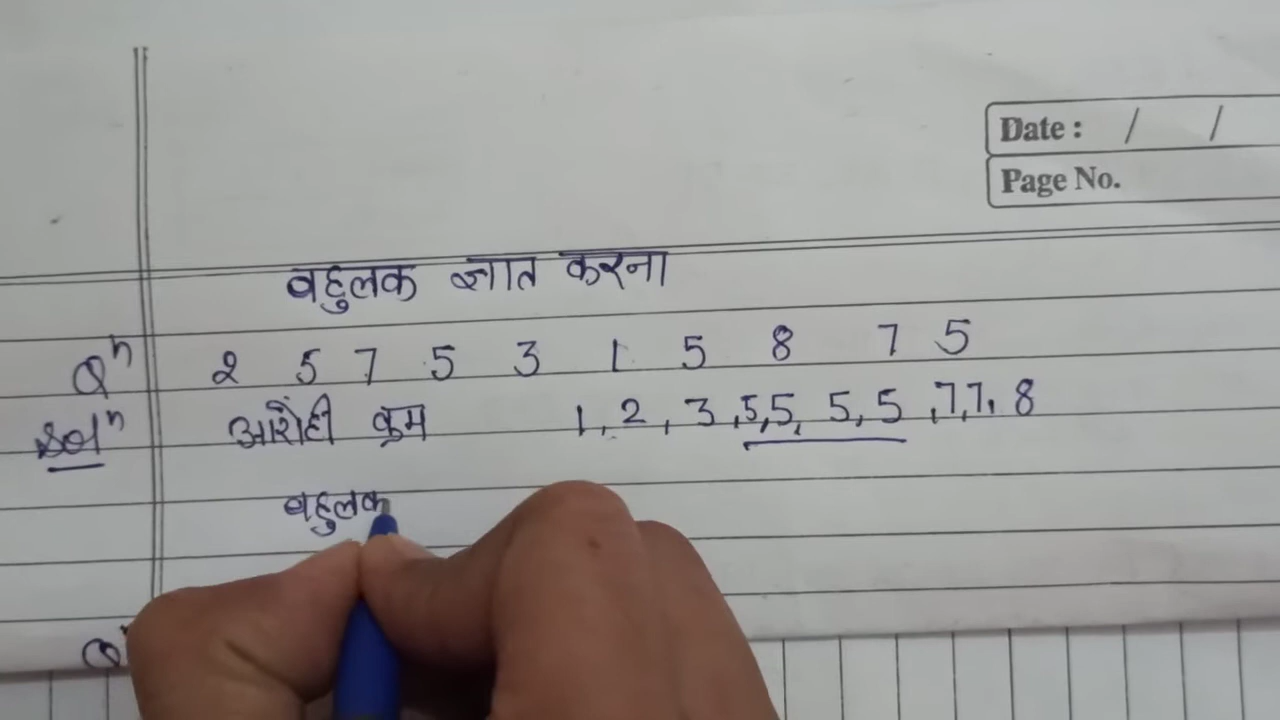 Date : / /
Page No.
बहुलक ज्ञात करना
Qⁿ 2 5 7 5 3 1 5 8 7 5
Solⁿ आरोही क्रम 1, 2, 3, 5, 5, 5, 5, 7, 7, 8
बहुलक
Q